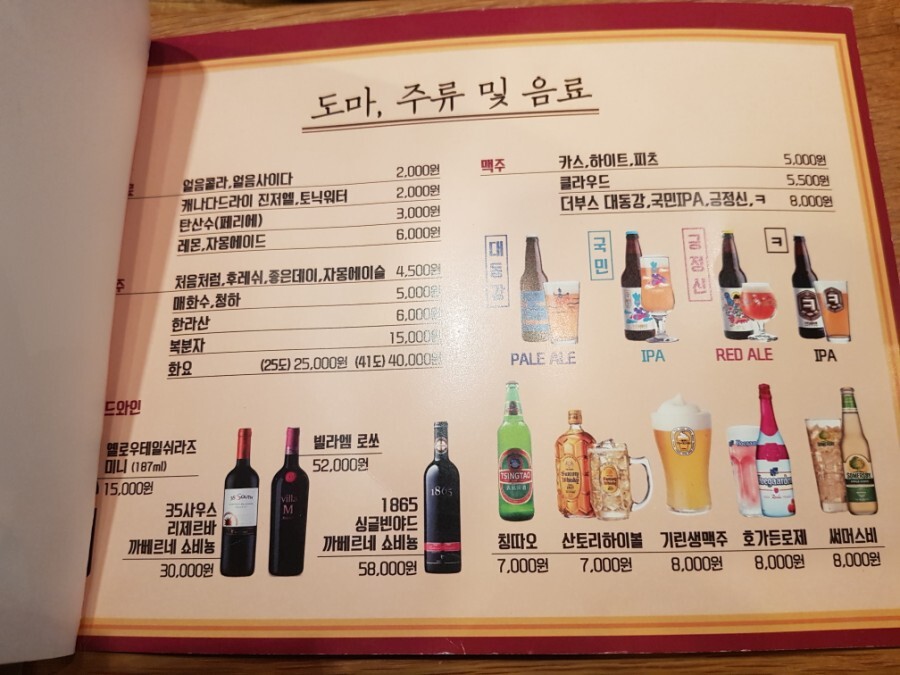 도마, 주류 및 음료
얼음콜라,얼음사이다 2,000원
캐나다드라이 진저엘,토닉워터 2,000원
탄산수(페리에) 3,000원
레몬,자몽에이드 6,000원
주
처음처럼,후레쉬,좋은데이,자몽에이슬 4,500원
매화수,청하 5,000원
한라산 6,000원
복분자 15,000원
화요 (25도) 25,000원 (41도) 40,000원
드와인
옐로우테일쉬라즈
미니 (187ml)
15,000원
35사우스
리제르바
까베르네 쇼비뇽
30,000원
빌라엠 로쏘
52,000원
1865
싱글빈야드
까베르네 쇼비뇽
58,000원
villa
M
1865
맥주
카스,하이트,피츠 5,000원
클라우드 5,500원
더부스 대동강,국민IPA,긍정신,ㅋ 8,000원
대동강
국민
긍정신
ㅋ
ㅋ
ㅋ
PALE ALE
IPA
RED ALE
IPA
TSINGTAO
칭따오
7,000원
산토리하이볼
7,000원
기린생맥주
8,000원
호가든로제
8,000원
써머스비
8,000원